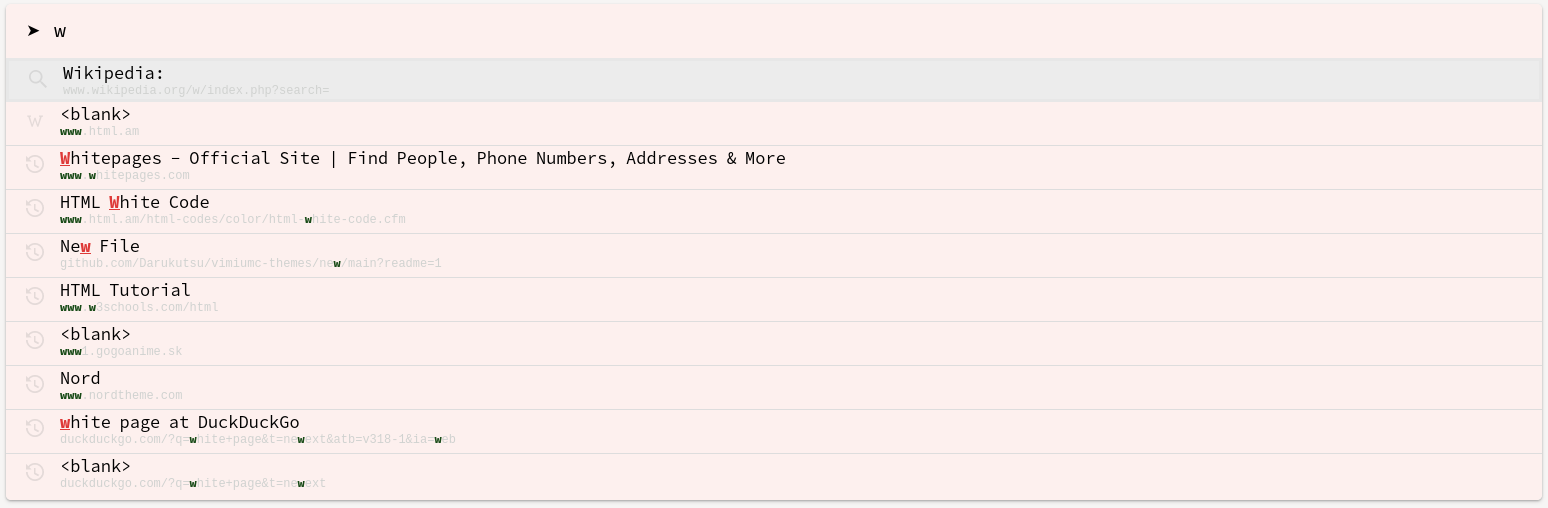 ➤ w
Wikipedia:
www.wikipedia.org/w/index.php?search=
W
<blank>
www.html.am
Whitepages - Official Site | Find People, Phone Numbers, Addresses & More
www.whitepages.com
HTML White Code
www.html.am/html-codes/color/html-white-code.cfm
New File
github.com/Darukutsu/vimiumc-themes/new/main?readme=1
HTML Tutorial
www.w3schools.com/html
<blank>
www1.gogoanime.sk
Nord
www.nordtheme.com
white page at DuckDuckGo
duckduckgo.com/?q=white+page&t=newext&atb=v318-1&ia=web
<blank>
duckduckgo.com/?q=white+page&t=newext